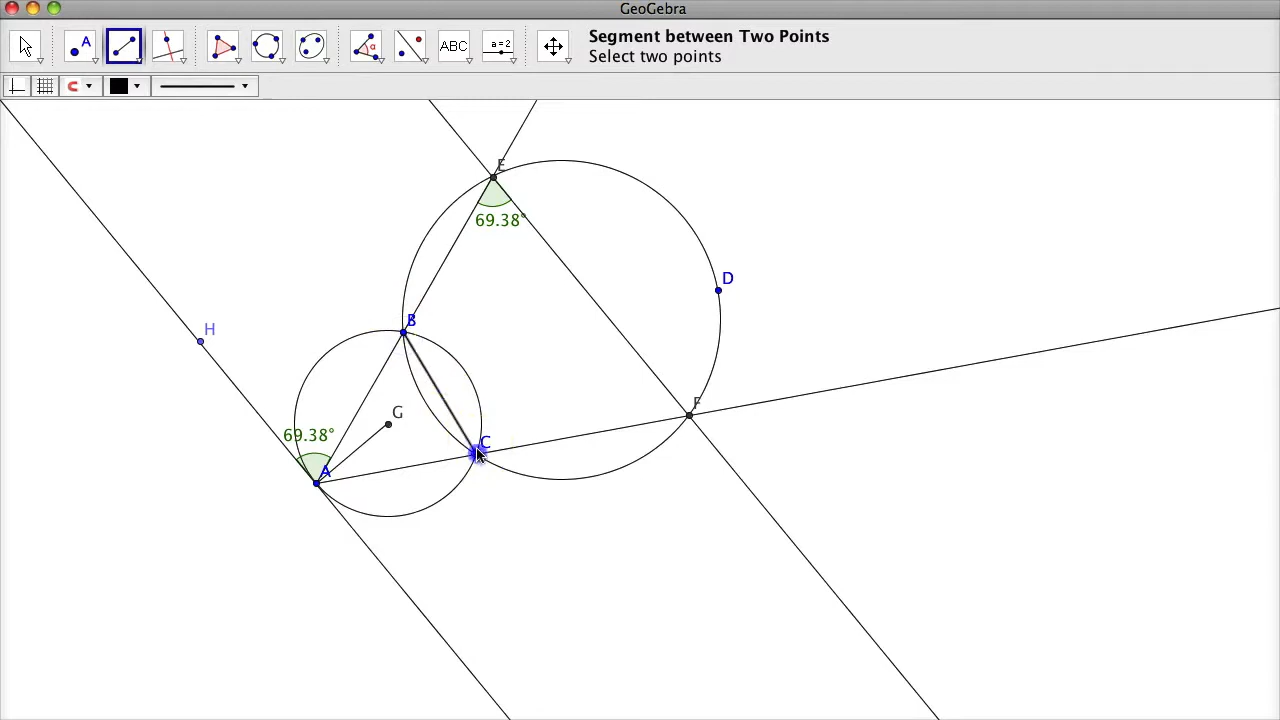 GeoGebra
A
α
ABC
a=2
Segment between Two Points
Select two points
E
69.38°
D
B
H
F
G
69.38°
C
A